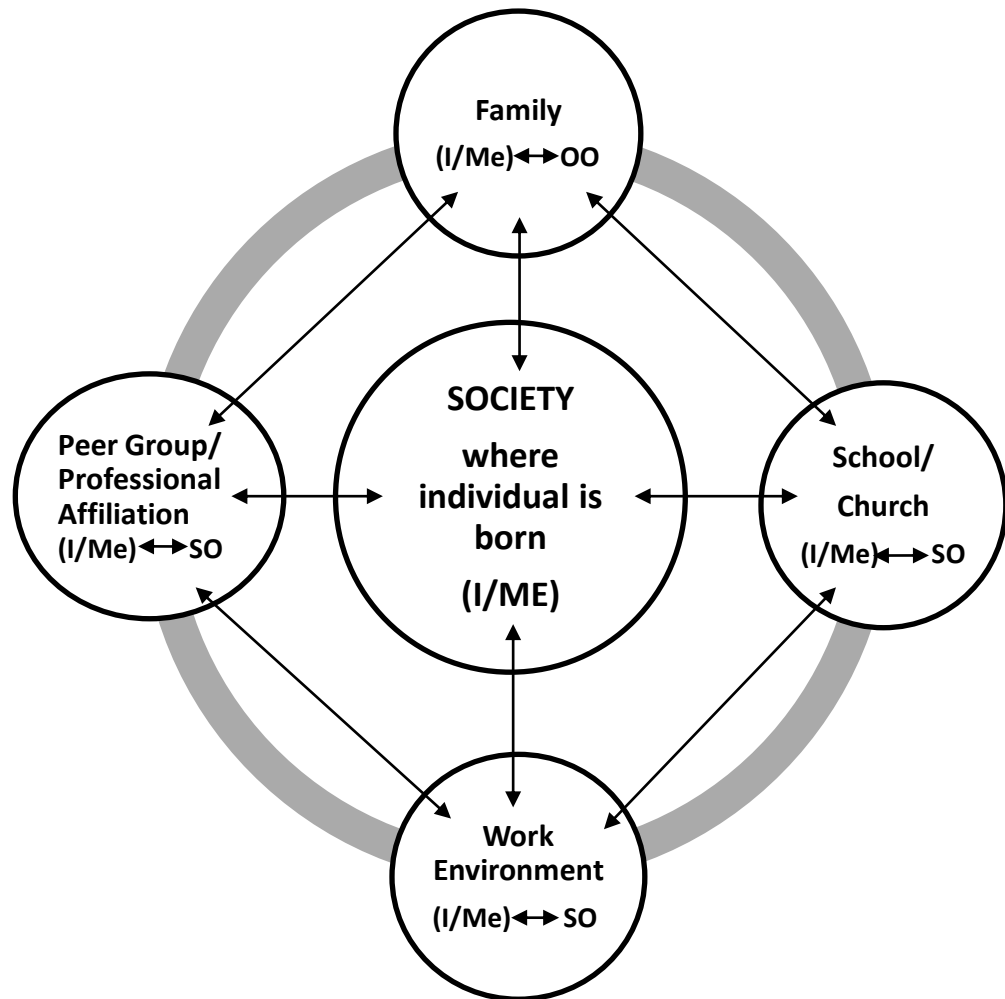 Family
(I/Me) OO
SOCIETY
where
individual is
born
(I/ME)
Peer Group/
Professional
Affiliation
(I/Me) SO
School/
Church
(I/Me) SO
Work
Environment
(I/Me) SO